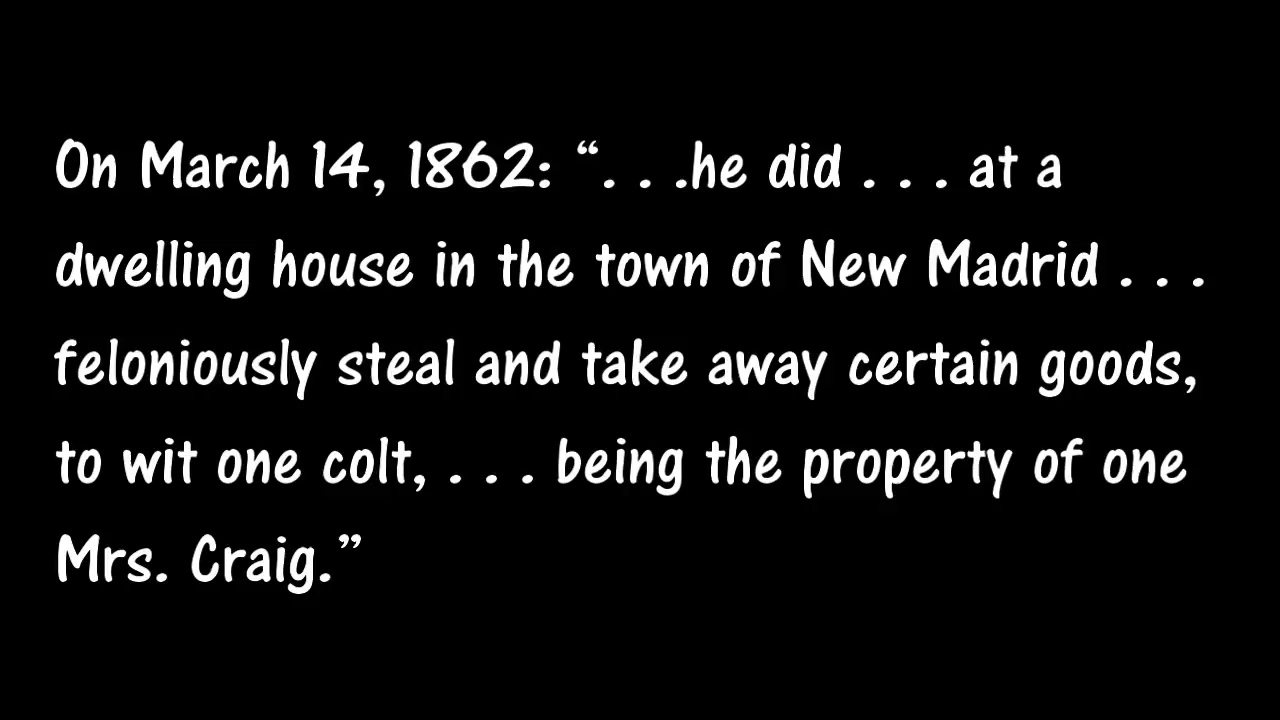 On March 14, 1862: “. . .he did . . . at a
dwelling house in the town of New Madrid . . .
feloniously steal and take away certain goods,
to wit one colt, . . . being the property of one
Mrs. Craig.”